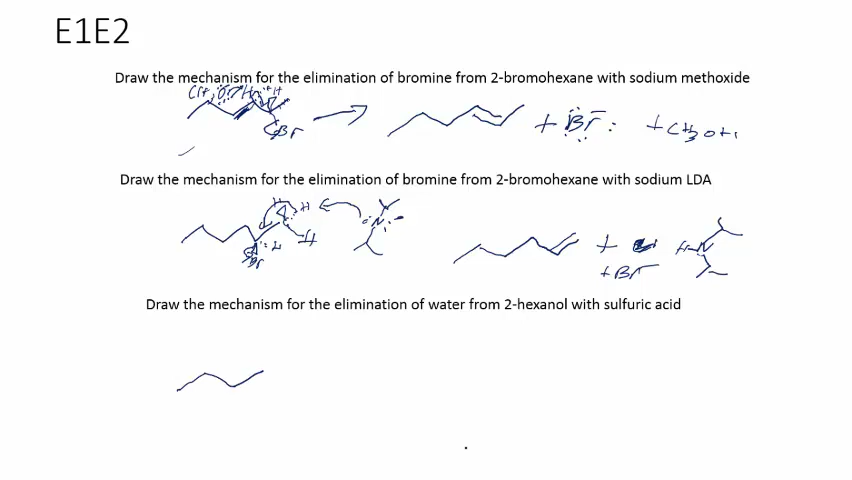 E1E2
Draw the mechanism for the elimination of bromine from 2-bromohexane with sodium methoxide
H
Br
+ Br + CH3OH
Draw the mechanism for the elimination of bromine from 2-bromohexane with sodium LDA
H H N
H H
Br
+ H-N
+ Br
Draw the mechanism for the elimination of water from 2-hexanol with sulfuric acid